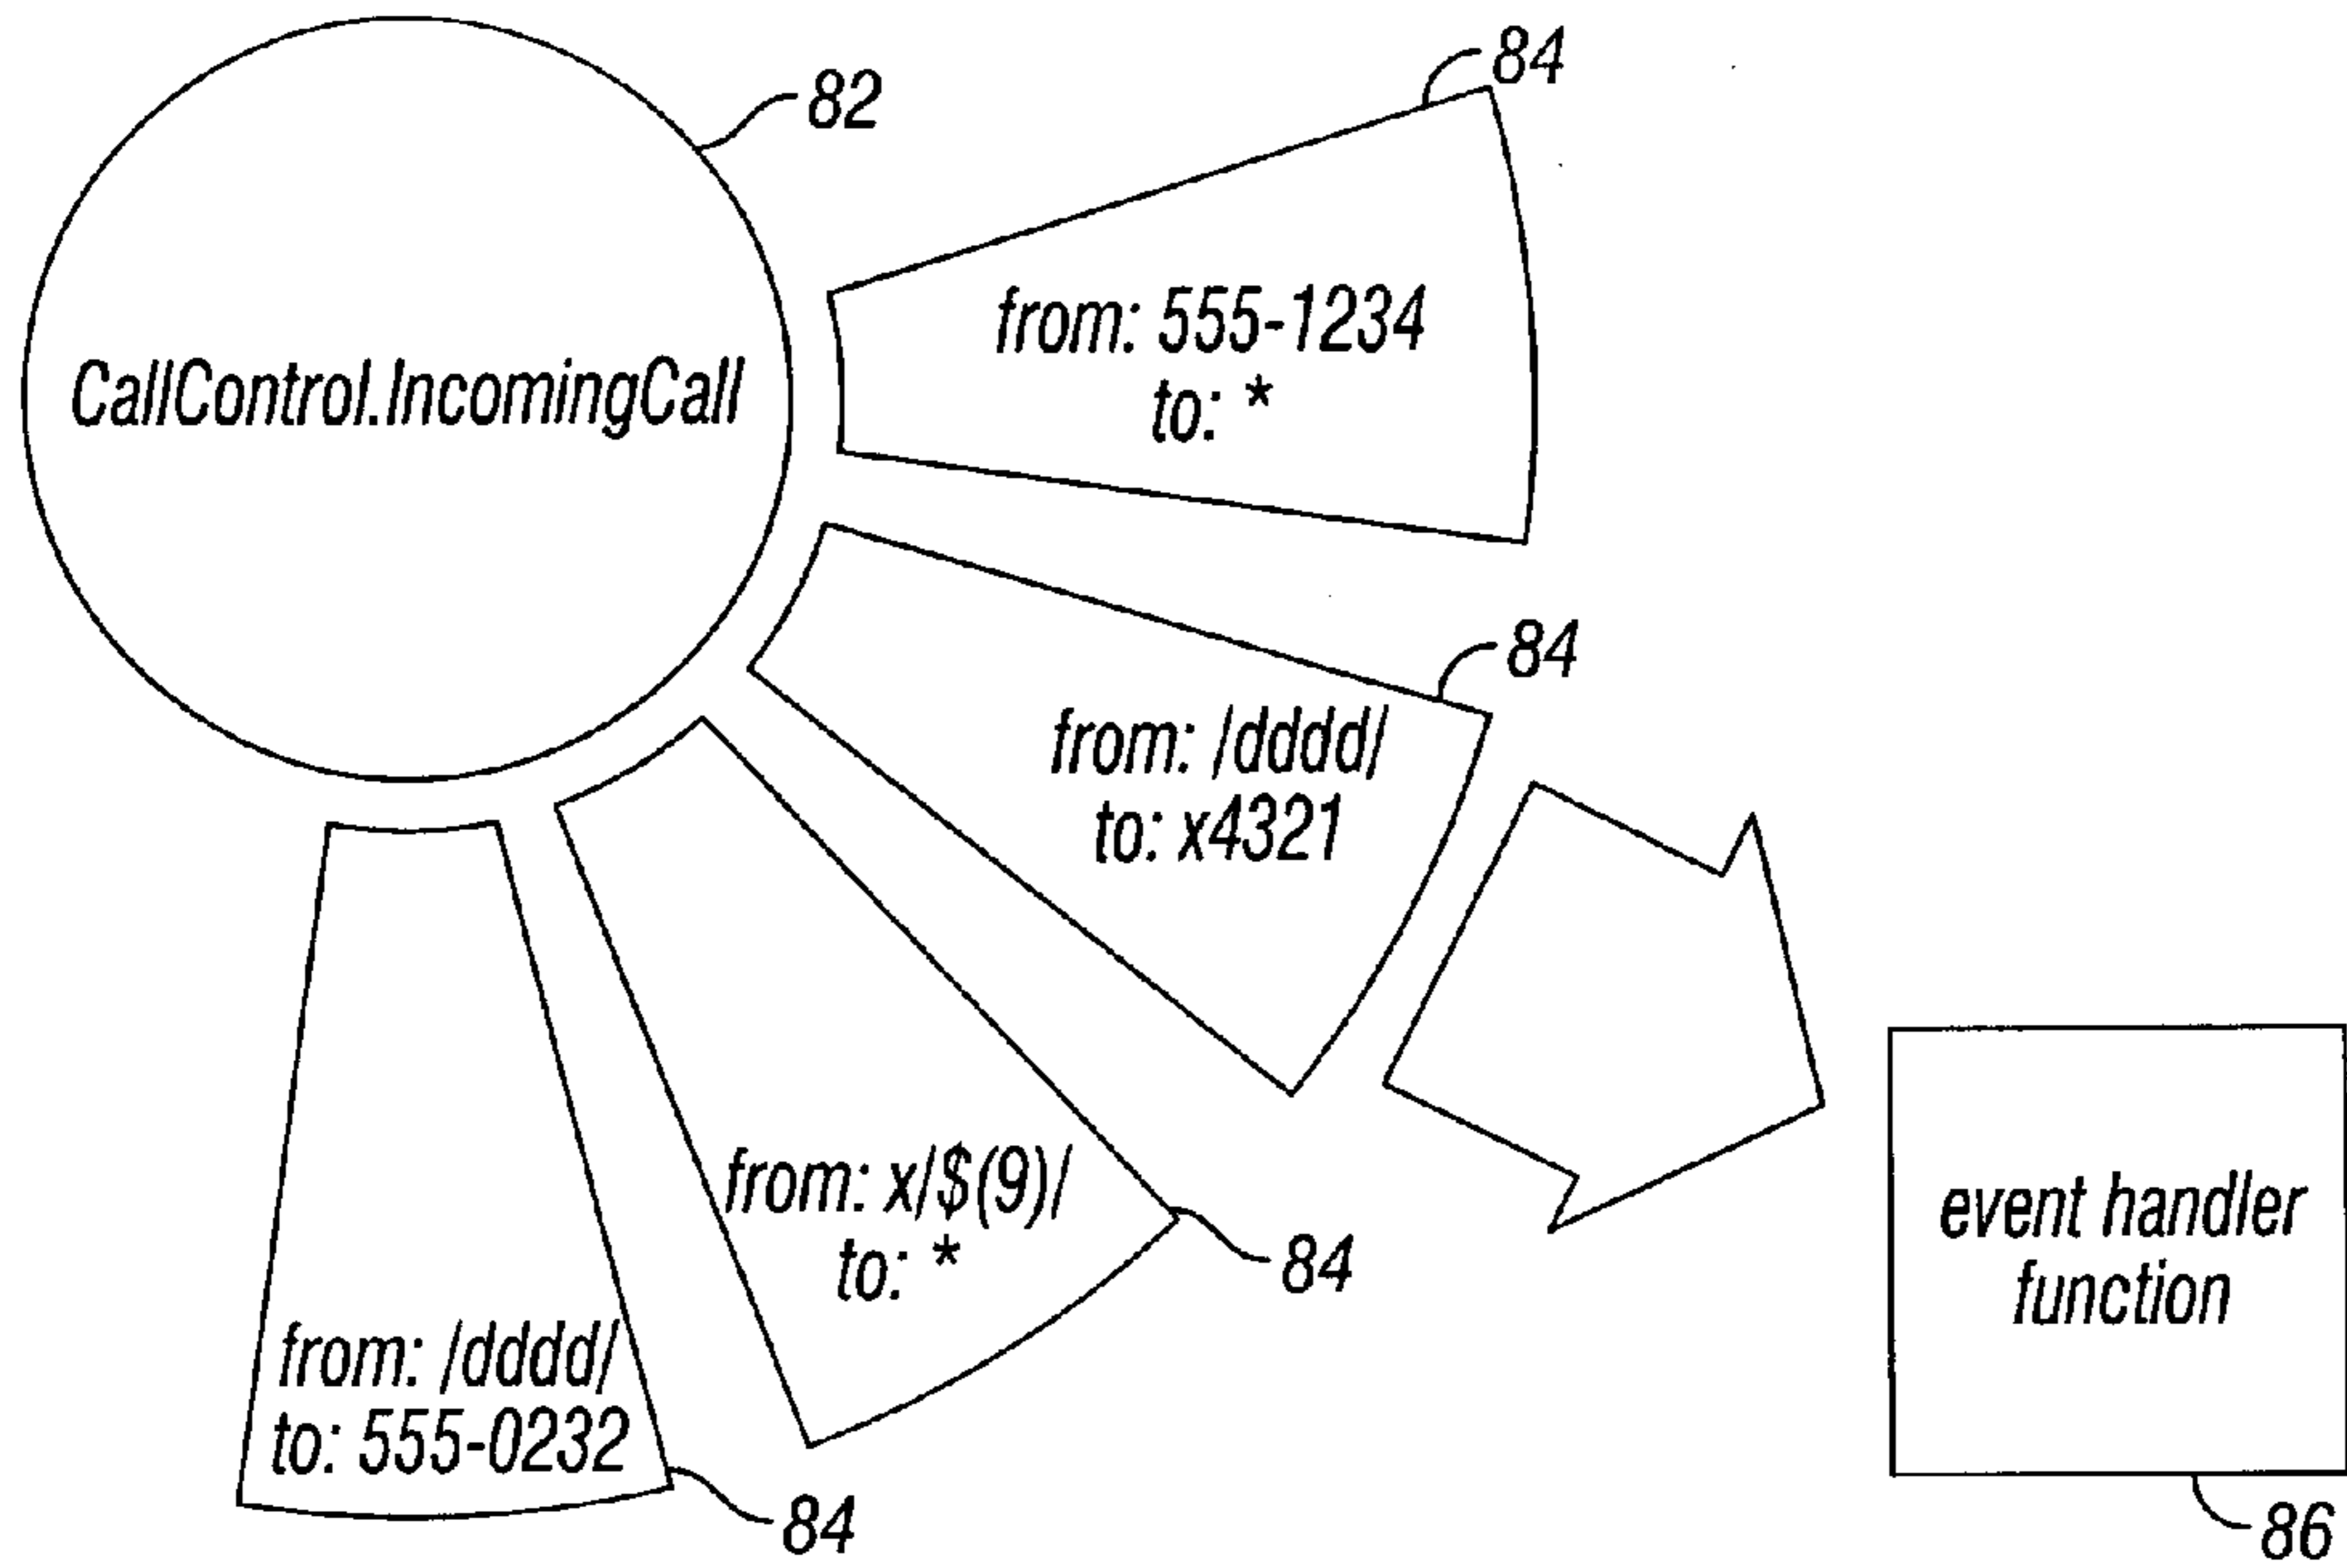 84
82
from: 555-1234
to: *
CallControl.IncomingCall
84
from: /dddd/
to: x4321
from: x/$(9)/
to: *
84
event handler
function
from: /dddd/
to: 555-0232
84
86